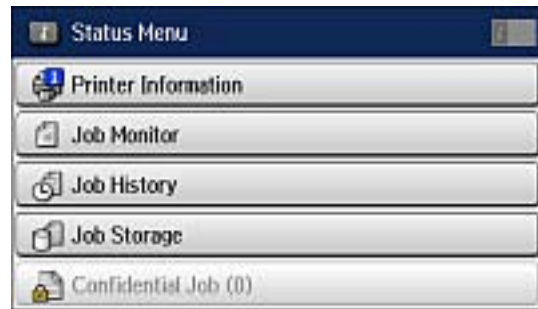 Status Menu
Printer Information
Job Monitor
Job History
Job Storage
Confidential Job (0)